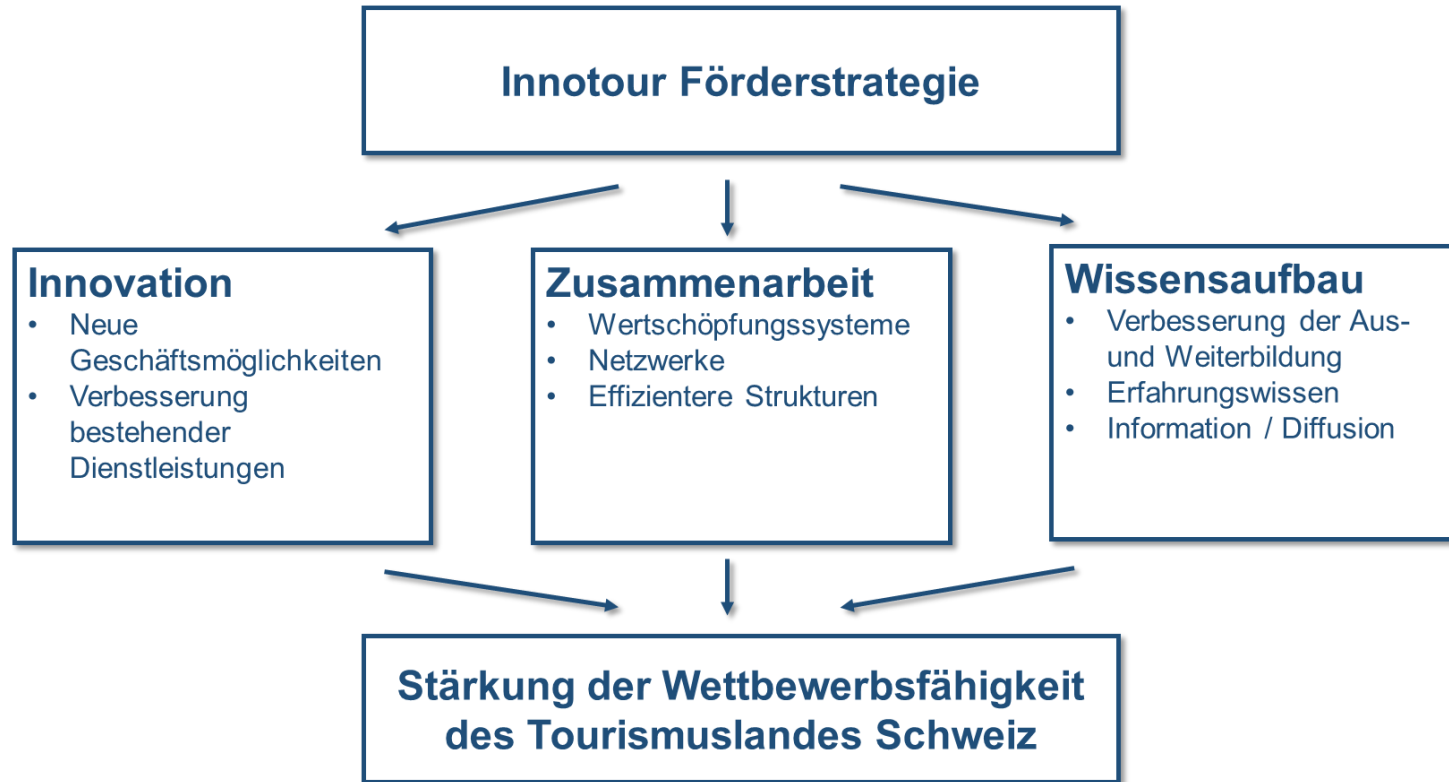 Innotour Förderstrategie
Innovation
• Neue
Geschäftsmöglichkeiten
• Verbesserung
bestehender
Dienstleistungen
Zusammenarbeit
• Wertschöpfungssysteme
• Netzwerke
• Effizientere Strukturen
Wissensaufbau
• Verbesserung der Aus-
und Weiterbildung
• Erfahrungswissen
• Information / Diffusion
Stärkung der Wettbewerbsfähigkeit
des Tourismuslandes Schweiz